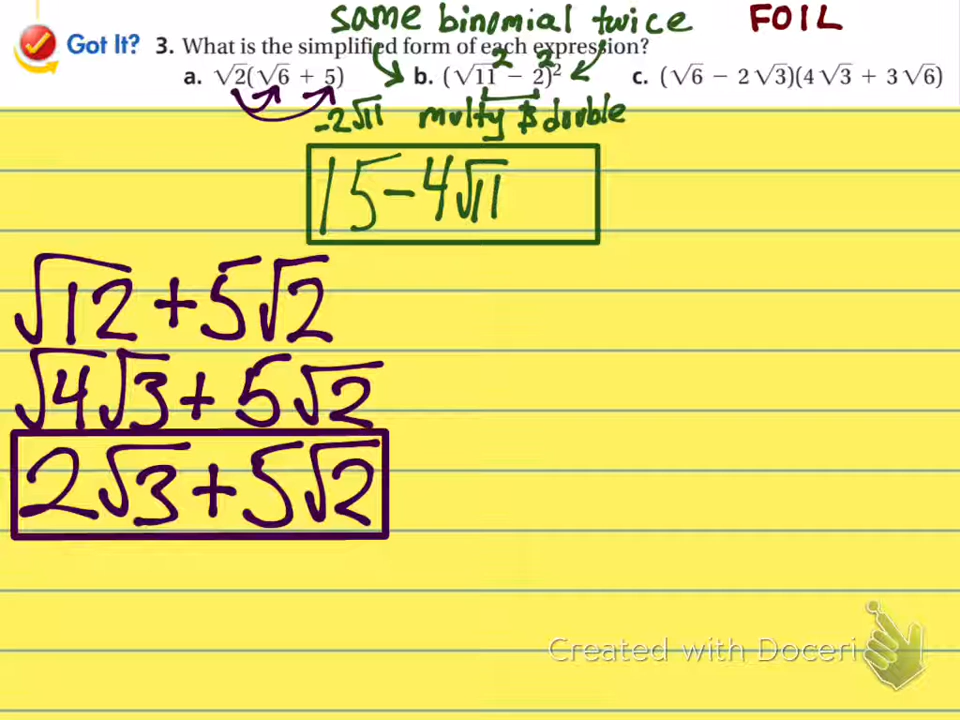 same binomial twice FOIL
Got It? 3. What is the simplified form of each expression?
a. √2(√6 + 5) b. (√11 − 2)² c. (√6 − 2√3)(4√3 + 3√6)
2 2
-2√11 multy & double
15-4√11
√12 +5√2
√4√3+ 5√2
2√3+5√2
Created with Doceri